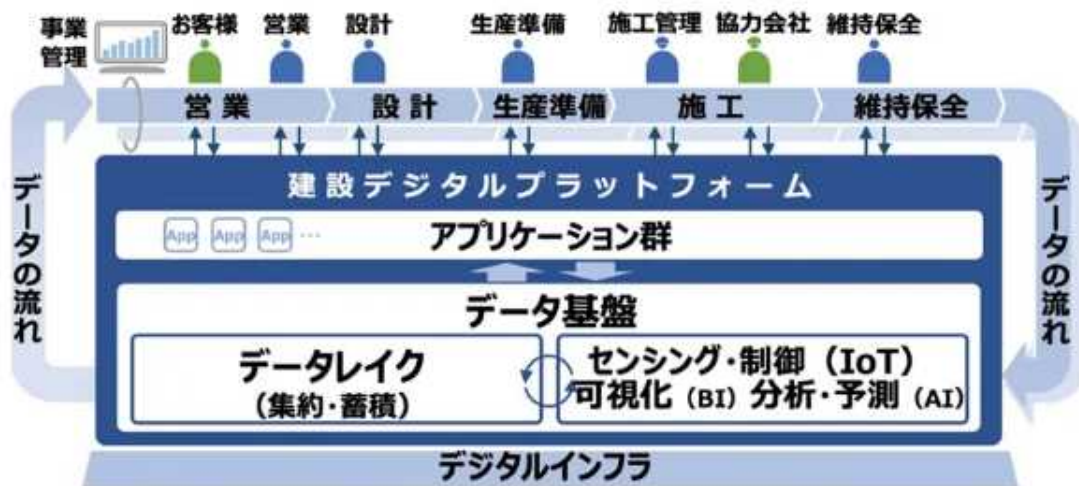 事業
管理
お客様 営業 設計 生産準備 施工管理 協力会社 維持保全
営業 設計 生産準備 施工 維持保全
データの流れ
建設デジタルプラットフォーム
App App App … アプリケーション群
データ基盤
データレイク
(集約・蓄積)
センシング・制御(IoT)
可視化(BI) 分析・予測(AI)
データの流れ
デジタルインフラ